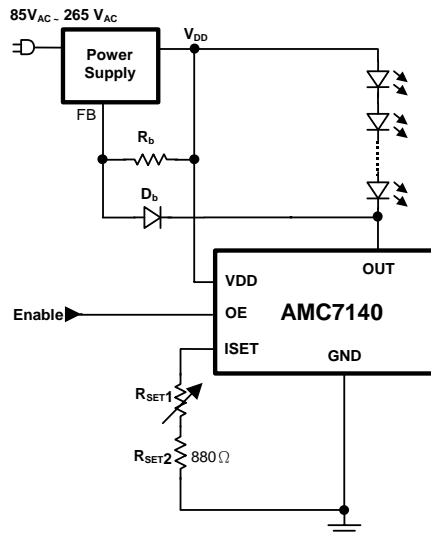 85VAC ~ 265 VAC
Power
Supply
VDD
FB
Rb
Db
OUT
VDD
Enable
OE
AMC7140
ISET
GND
RSET1
RSET2 880Ω